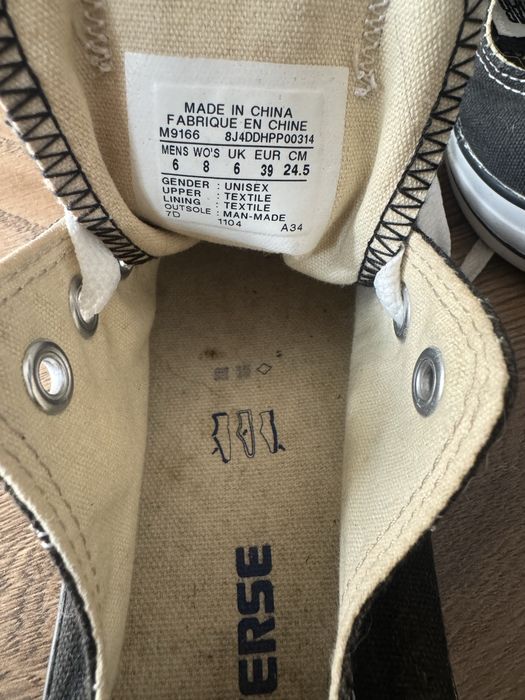 MADE IN CHINA
FABRIQUE EN CHINE
M9166 8J4DDHPP00314
MENS WO'S UK EUR CM
6 8 6 39 24.5
GENDER : UNISEX
UPPER : TEXTILE
LINING : TEXTILE
OUTSOLE : MAN-MADE
7D 1104 A34
ERSE